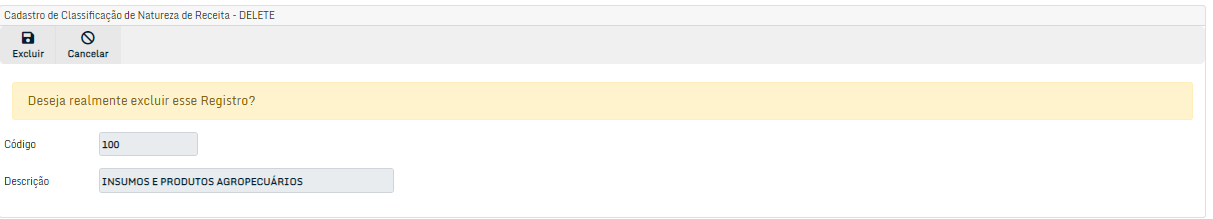 Cadastro de Classificação de Natureza de Receita - DELETE
Excluir Cancelar
Deseja realmente excluir esse Registro?
Código 100
Descrição INSUMOS E PRODUTOS AGROPECUÁRIOS